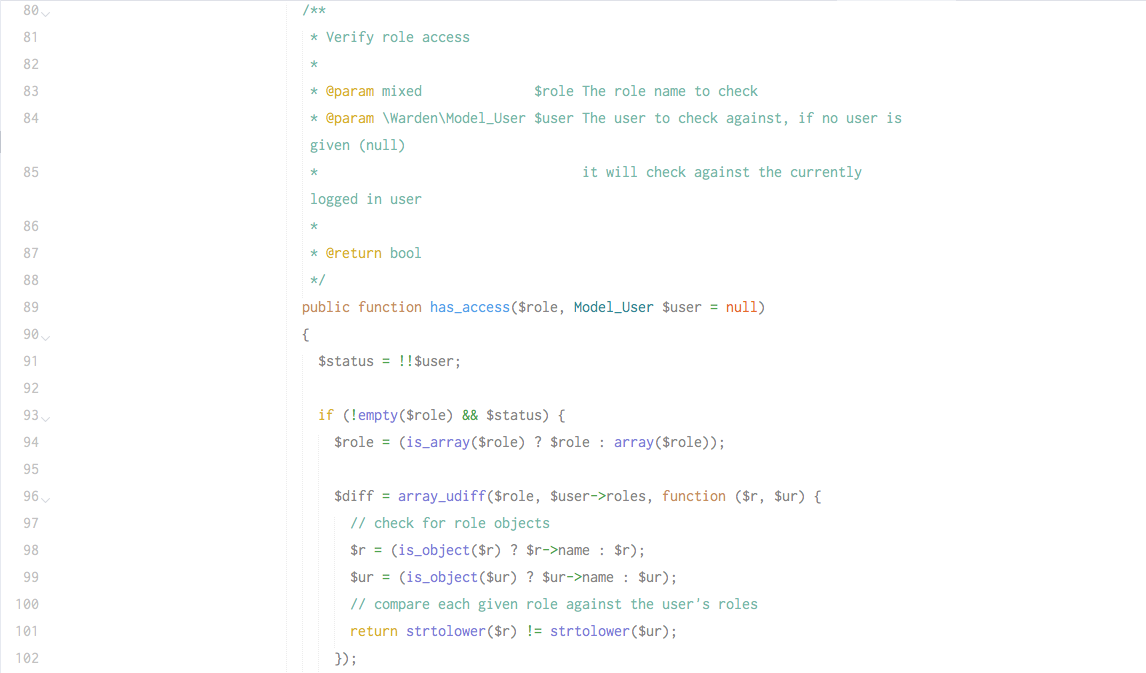 80 /**
81 * Verify role access
82 *
83 * @param mixed              $role The role name to check
84 * @param \Warden\Model_User $user The user to check against, if no user is
given (null)
85 *                                 it will check against the currently
logged in user
86 *
87 * @return bool
88 */
89 public function has_access($role, Model_User $user = null)
90 {
91 $status = !!$user;
92
93 if (!empty($role) && $status) {
94 $role = (is_array($role) ? $role : array($role));
95
96 $diff = array_udiff($role, $user->roles, function ($r, $ur) {
97 // check for role objects
98 $r = (is_object($r) ? $r->name : $r);
99 $ur = (is_object($ur) ? $ur->name : $ur);
100 // compare each given role against the user's roles
101 return strtolower($r) != strtolower($ur);
102 });